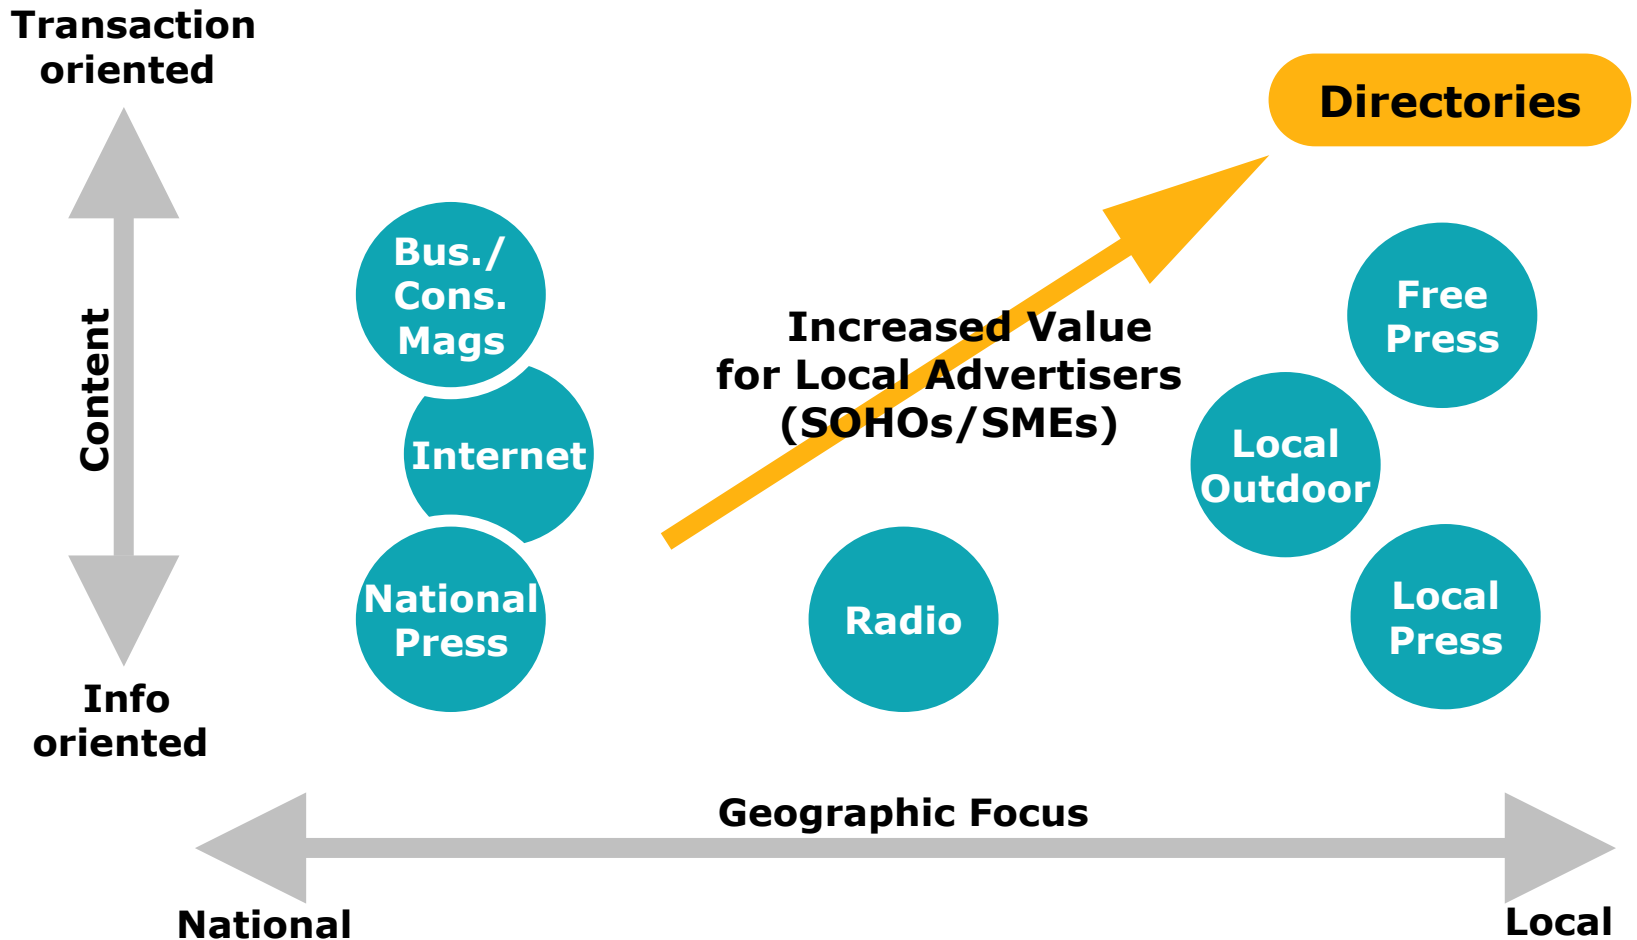 Transaction
oriented
Directories
Bus./
Cons.
Mags
Free
Press
Increased Value
for Local Advertisers
(SOHOs/SMEs)
Content
Internet
Local
Outdoor
National
Press
Radio
Local
Press
Info
oriented
Geographic Focus
National
Local